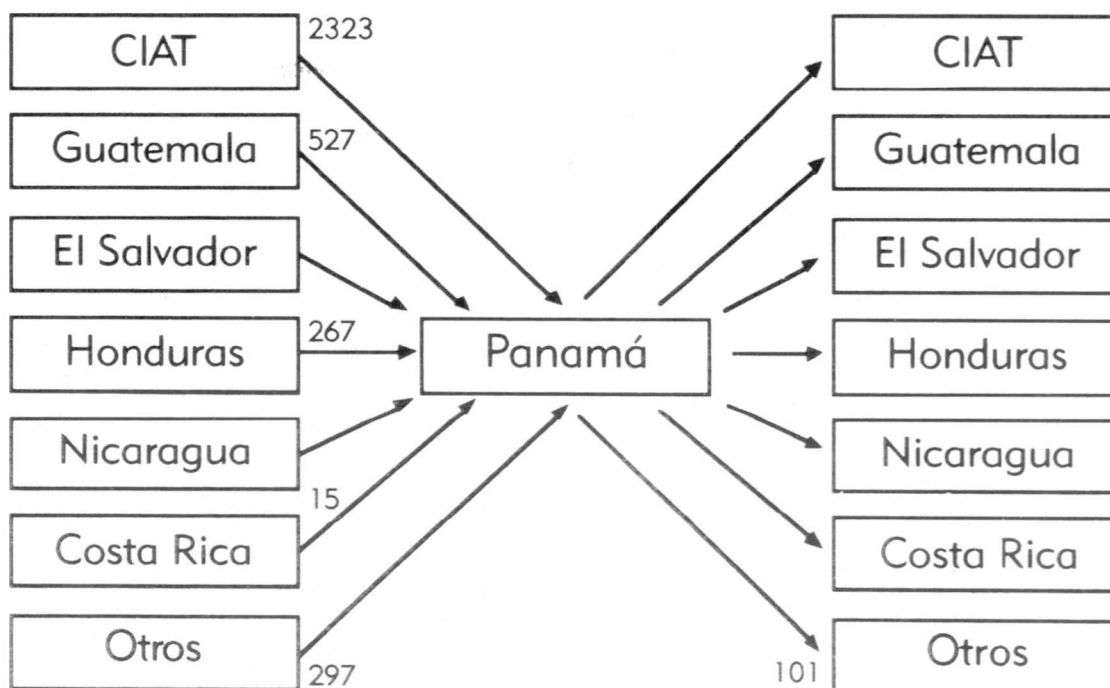 CIAT
2323
CIAT
Guatemala
527
Guatemala
El Salvador
El Salvador
Honduras
267
Panamá
Honduras
Nicaragua
Nicaragua
15
Costa Rica
Costa Rica
Otros
297
101
Otros